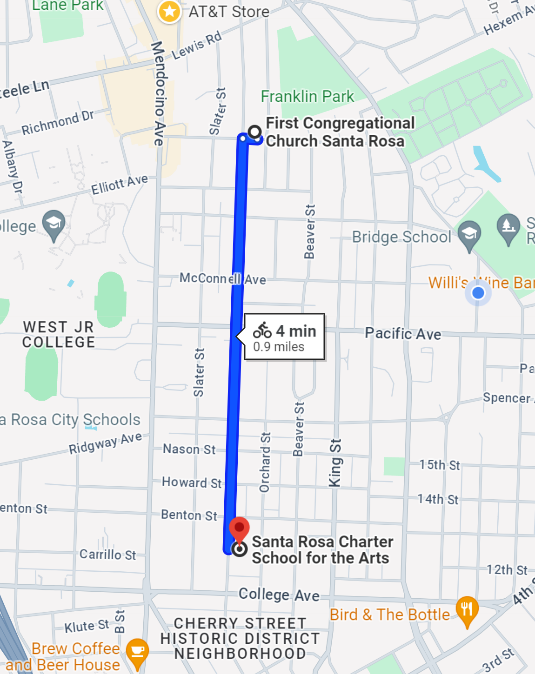 Lane Park
AT&T Store
Lewis Rd
Hexem Av
teele Ln
Mendocino Ave
Slater St
Franklin Park
Richmond Dr
First Congregational
Church Santa Rosa
Albany Dr
Elliott Ave
ollege
Beaver St
Bridge School
S
R
McConnell Ave
Willi's Wine Bar
WEST JR
COLLEGE
4 min
0.9 miles
Pacific Ave
Slater St
Pa
Spencer
a Rosa City Schools
Beaver St
Ridgway Ave
Nason St
Orchard St
King St
15th St
Howard St
14th St
enton St
Benton St
Santa Rosa Charter
School for the Arts
Carrillo St
12th St
College Ave
4th St
B St
Klute St
CHERRY STREET
HISTORIC DISTRICT
NEIGHBORHOOD
Bird & The Bottle
Brew Coffee
and Beer House
3rd St